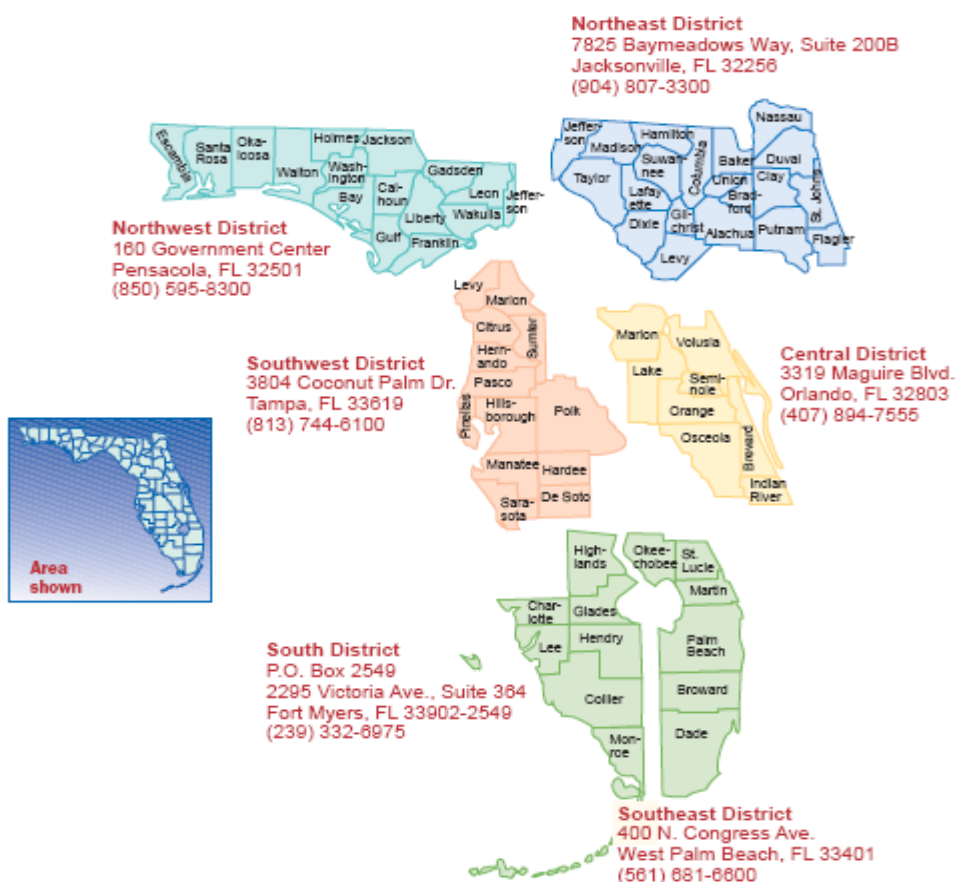 Northeast District
7825 Baymeadows Way, Suite 200B
Jacksonville, FL 32256
(904) 807-3300
Escambia
Santa
Rosa
Oka-
loosa
Walton
Holmes
Jackson
Wash-
ington
Bay
Cal-
houn
Gulf
Gadsden
Liberty
Leon
Wakulla
Franklin
Jeffer-
son
Northwest District
160 Government Center
Pensacola, FL 32501
(850) 595-8300
Jeffer-
son
Madison
Taylor
Hamilton
Suwan-
nee
Lafay-
ette
Dixie
Columbia
Gil-
christ
Levy
Baker
Union
Brad-
ford
Alachua
Nassau
Duval
Clay
Putnam
St. Johns
Flagler
Levy
Marion
Citrus
Her-
nando
Sumter
Pasco
Pinellas
Hills-
borough
Polk
Manatee
Hardee
Sara-
sota
De Soto
Southwest District
3804 Coconut Palm Dr.
Tampa, FL 33619
(813) 744-6100
Marion
Volusia
Lake
Semi-
nole
Orange
Osceola
Brevard
Indian
River
Central District
3319 Maguire Blvd.
Orlando, FL 32803
(407) 894-7555
Area
shown
High-
lands
Okee-
chobee
St.
Lucie
Martin
Char-
lotte
Glades
Lee
Hendry
Palm
Beach
Collier
Broward
Mon-
roe
Dade
South District
P.O. Box 2549
2295 Victoria Ave., Suite 364
Fort Myers, FL 33902-2549
(239) 332-6975
Southeast District
400 N. Congress Ave.
West Palm Beach, FL 33401
(561) 681-6600